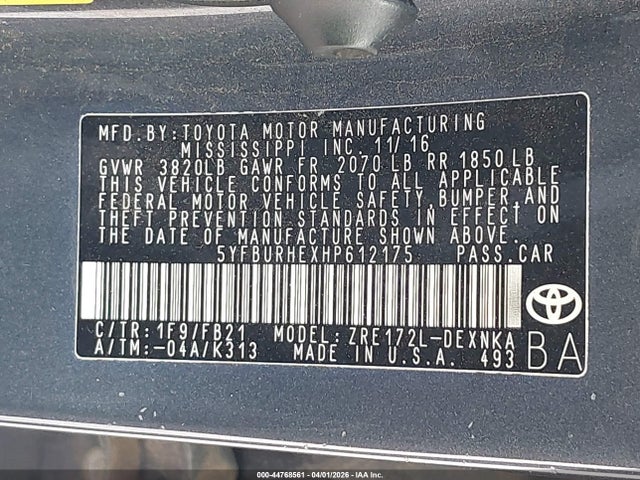 MFD.BY:TOYOTA MOTOR MANUFACTURING
MISSISSIPPI INC. 11/16
GVWR 3820LB GAWR FR 2070LB RR 1850LB
THIS VEHICLE CONFORMS TO ALL APPLICABLE
FEDERAL MOTOR VEHICLE SAFETY,BUMPER,AND
THEFT PREVENTION STANDARDS IN EFFECT ON
THE DATE OF MANUFACTURE SHOWN ABOVE.
5YFBURHEXHP612175 PASS.CAR
C/TR:1F9/FB21 MODEL:ZRE172L-DEXNKA
A/TM:-04A/K313 MADE IN U.S.A. 493
BA
000-44768561 - 04/01/2026 - IAA Inc.